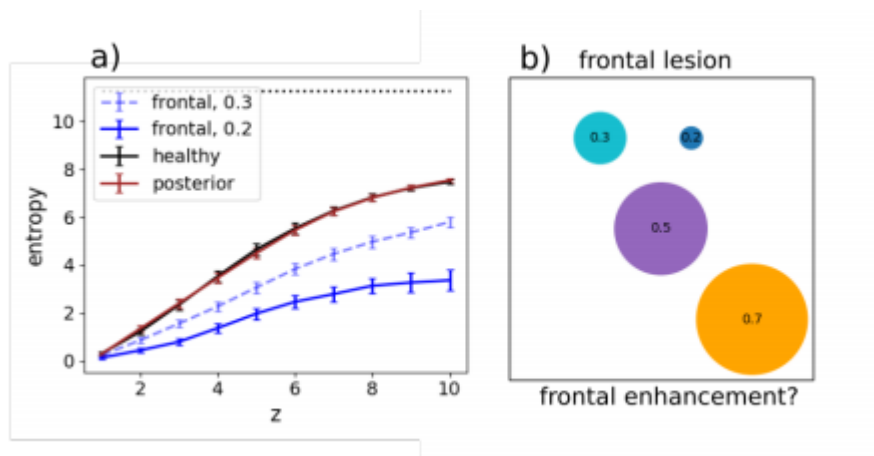 a)
frontal, 0.3
frontal, 0.2
healthy
posterior
entropy
10
8
6
4
2
0
2 4 6 8 10
z
b) frontal lesion
0.3 0.2
0.5
0.7
frontal enhancement?